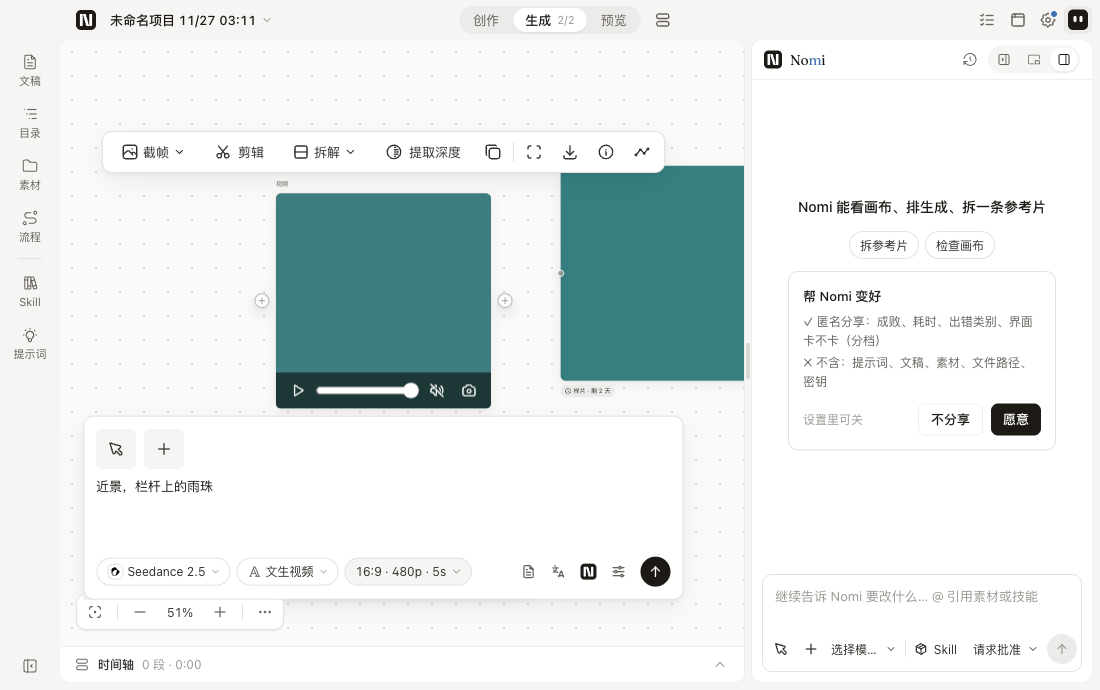 未命名项目 11/27 03:11
创作
生成 2/2
预览
文稿
目录
素材
流程
Skill
提示词
截帧
剪辑
拆解
提取深度
视频
样片 · 剩 2 天
近景，栏杆上的雨珠
Seedance 2.5
文生视频
16:9 · 480p · 5s
51%
时间轴 0 段 · 0:00
Nomi
Nomi 能看画布、排生成、拆一条参考片
拆参考片
检查画布
帮 Nomi 变好
✓ 匿名分享：成败、耗时、出错类别、界面
卡不卡（分档）
✕ 不含：提示词、文稿、素材、文件路径、
密钥
设置里可关
不分享
愿意
继续告诉 Nomi 要改什么... @ 引用素材或技能
选择模...
Skill
请求批准